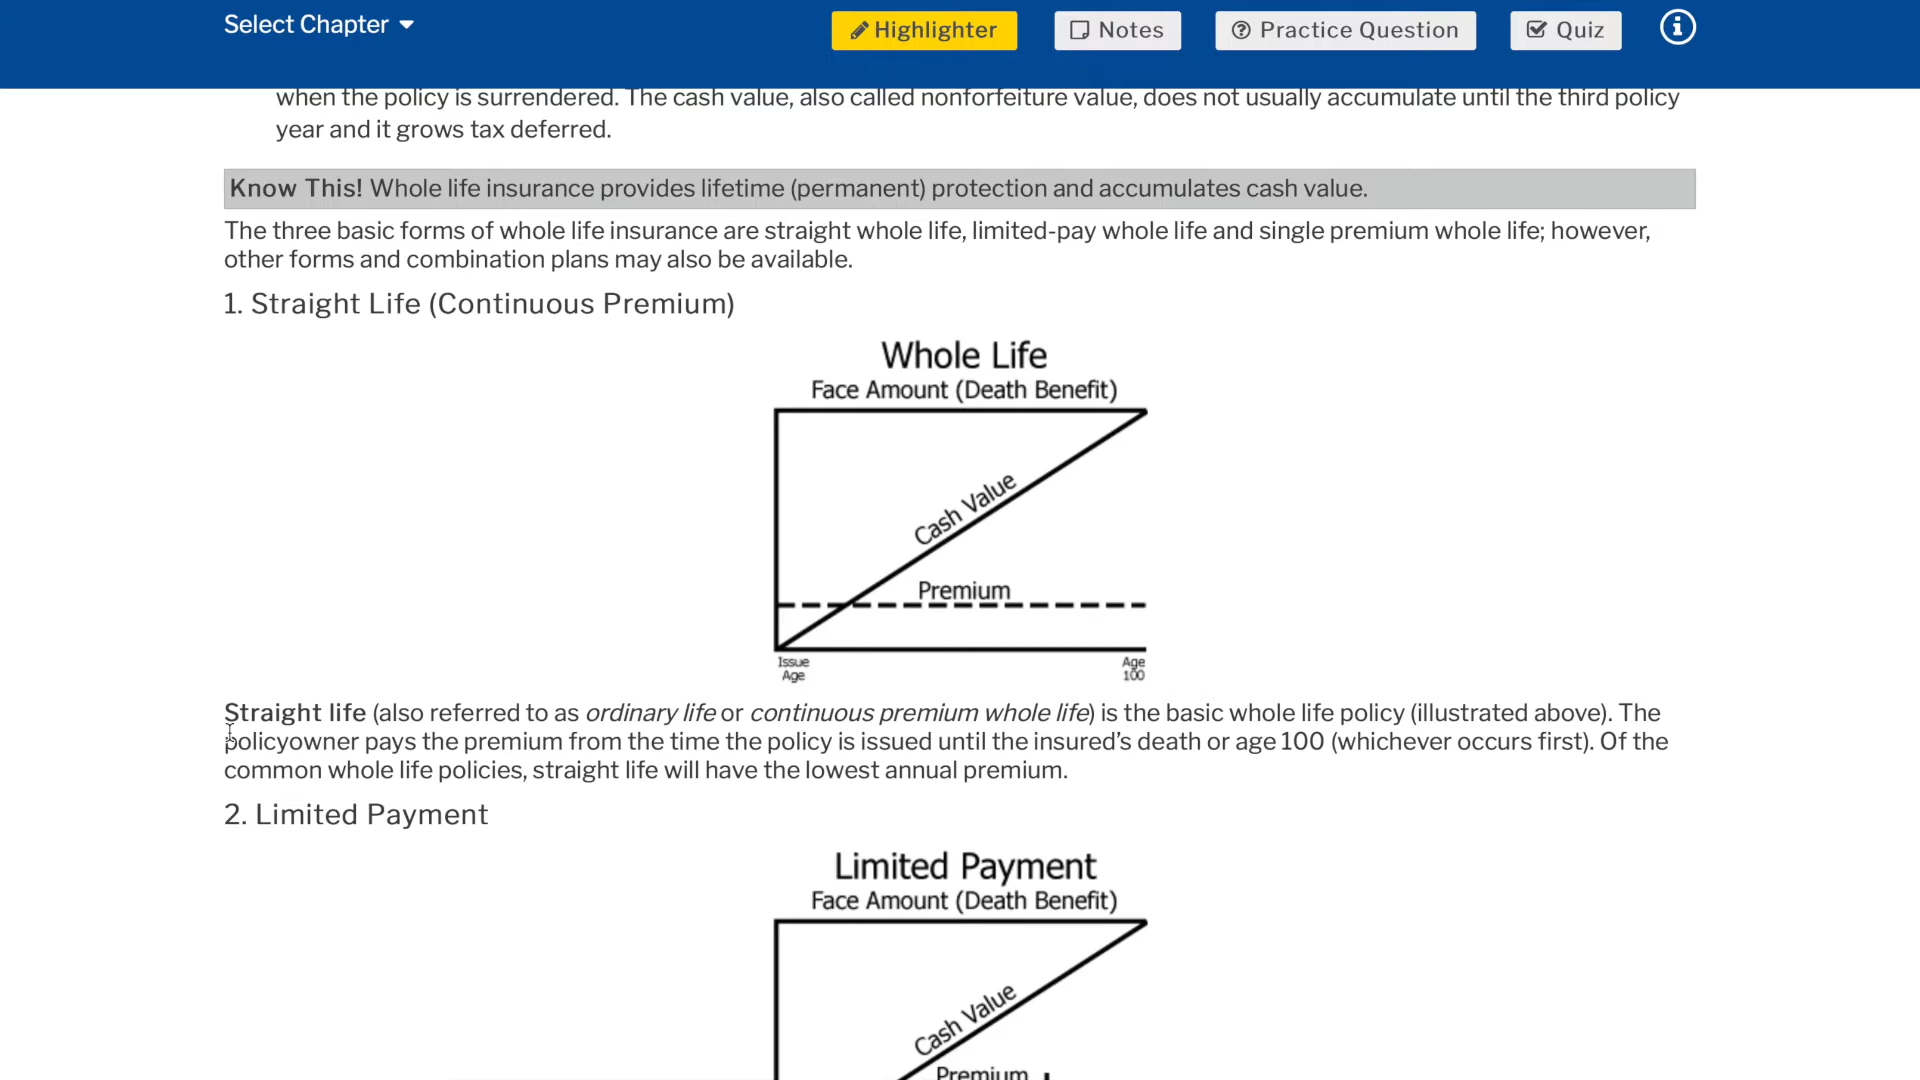 Select Chapter
Highlighter
Notes
Practice Question
Quiz
when the policy is surrendered. The cash value, also called nonforfeiture value, does not usually accumulate until the third policy
year and it grows tax deferred.
Know This! Whole life insurance provides lifetime (permanent) protection and accumulates cash value.
The three basic forms of whole life insurance are straight whole life, limited-pay whole life and single premium whole life; however,
other forms and combination plans may also be available.
1. Straight Life (Continuous Premium)
Whole Life
Face Amount (Death Benefit)
Cash Value
Premium
Issue
Age
Age
100
Straight life (also referred to as ordinary life or continuous premium whole life) is the basic whole life policy (illustrated above). The
policyowner pays the premium from the time the policy is issued until the insured’s death or age 100 (whichever occurs first). Of the
common whole life policies, straight life will have the lowest annual premium.
2. Limited Payment
Limited Payment
Face Amount (Death Benefit)
Cash Value
Premium